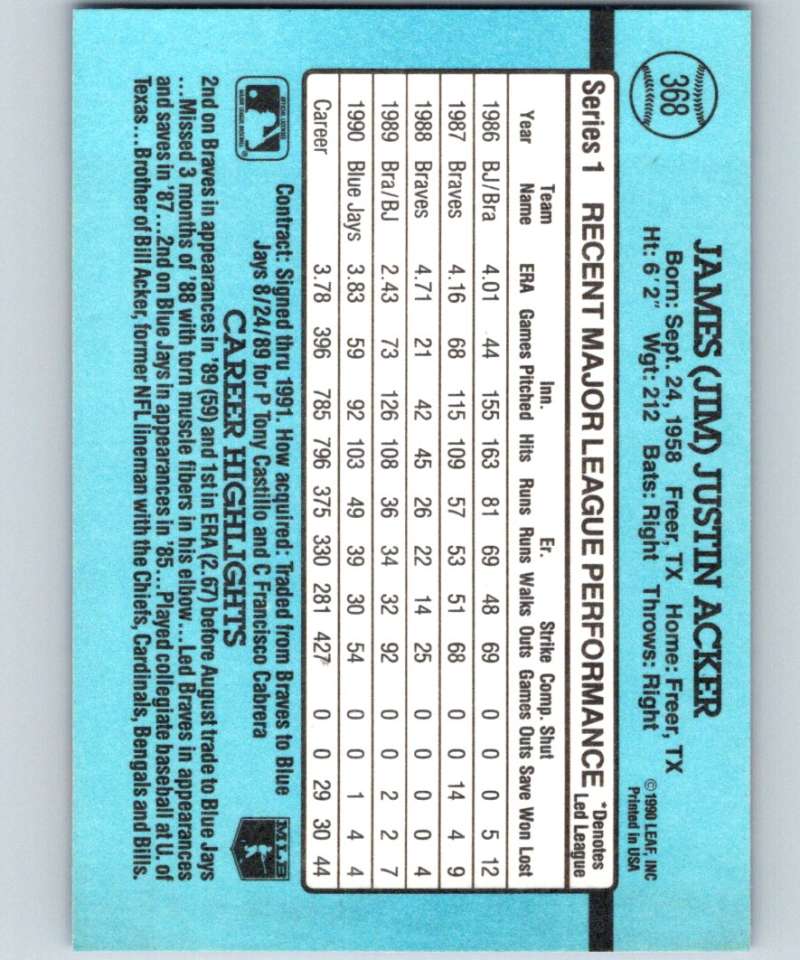 368
JAMES (JIM) JUSTIN ACKER
Born: Sept. 24, 1958 Freer, TX Home: Freer, TX
Ht: 6' 2" Wgt: 212 Bats: Right Throws: Right
©1990 LEAF, INC
Printed in USA
Series 1 RECENT MAJOR LEAGUE PERFORMANCE *Denotes Led League
Team Inn. Er. Strike Comp. Shut
Year Name ERA Games Pitched Hits Runs Runs Walks Outs Games Outs Save Won Lost
1986 BJ/Bra 4.01 44 155 163 81 69 48 69 0 0 0 5 12
1987 Braves 4.16 68 115 109 57 53 51 68 0 0 14 4 9
1988 Braves 4.71 21 42 45 26 22 14 25 0 0 0 0 4
1989 Bra/BJ 2.43 73 126 108 36 34 32 92 0 0 2 2 7
1990 Blue Jays 3.83 59 92 103 49 39 30 54 0 0 1 4 4
Career 3.78 396 785 796 375 330 281 427 0 0 29 30 44
Contract: Signed thru 1991. How acquired: Traded from Braves to Blue
Jays 8/24/89 for P Tony Castillo and C Francisco Cabrera
MLB
CAREER HIGHLIGHTS
2nd on Braves in appearances in '89 (59) and 1st in ERA (2.67) before August trade to Blue Jays
...Missed 3 months of '88 with torn muscle fibers in his elbow...Led Braves in appearances
and saves in '87...2nd on Blue Jays in appearances in '85...Played collegiate baseball at U. of
Texas...Brother of Bill Acker, former NFL lineman with the Chiefs, Cardinals, Bengals and Bills.